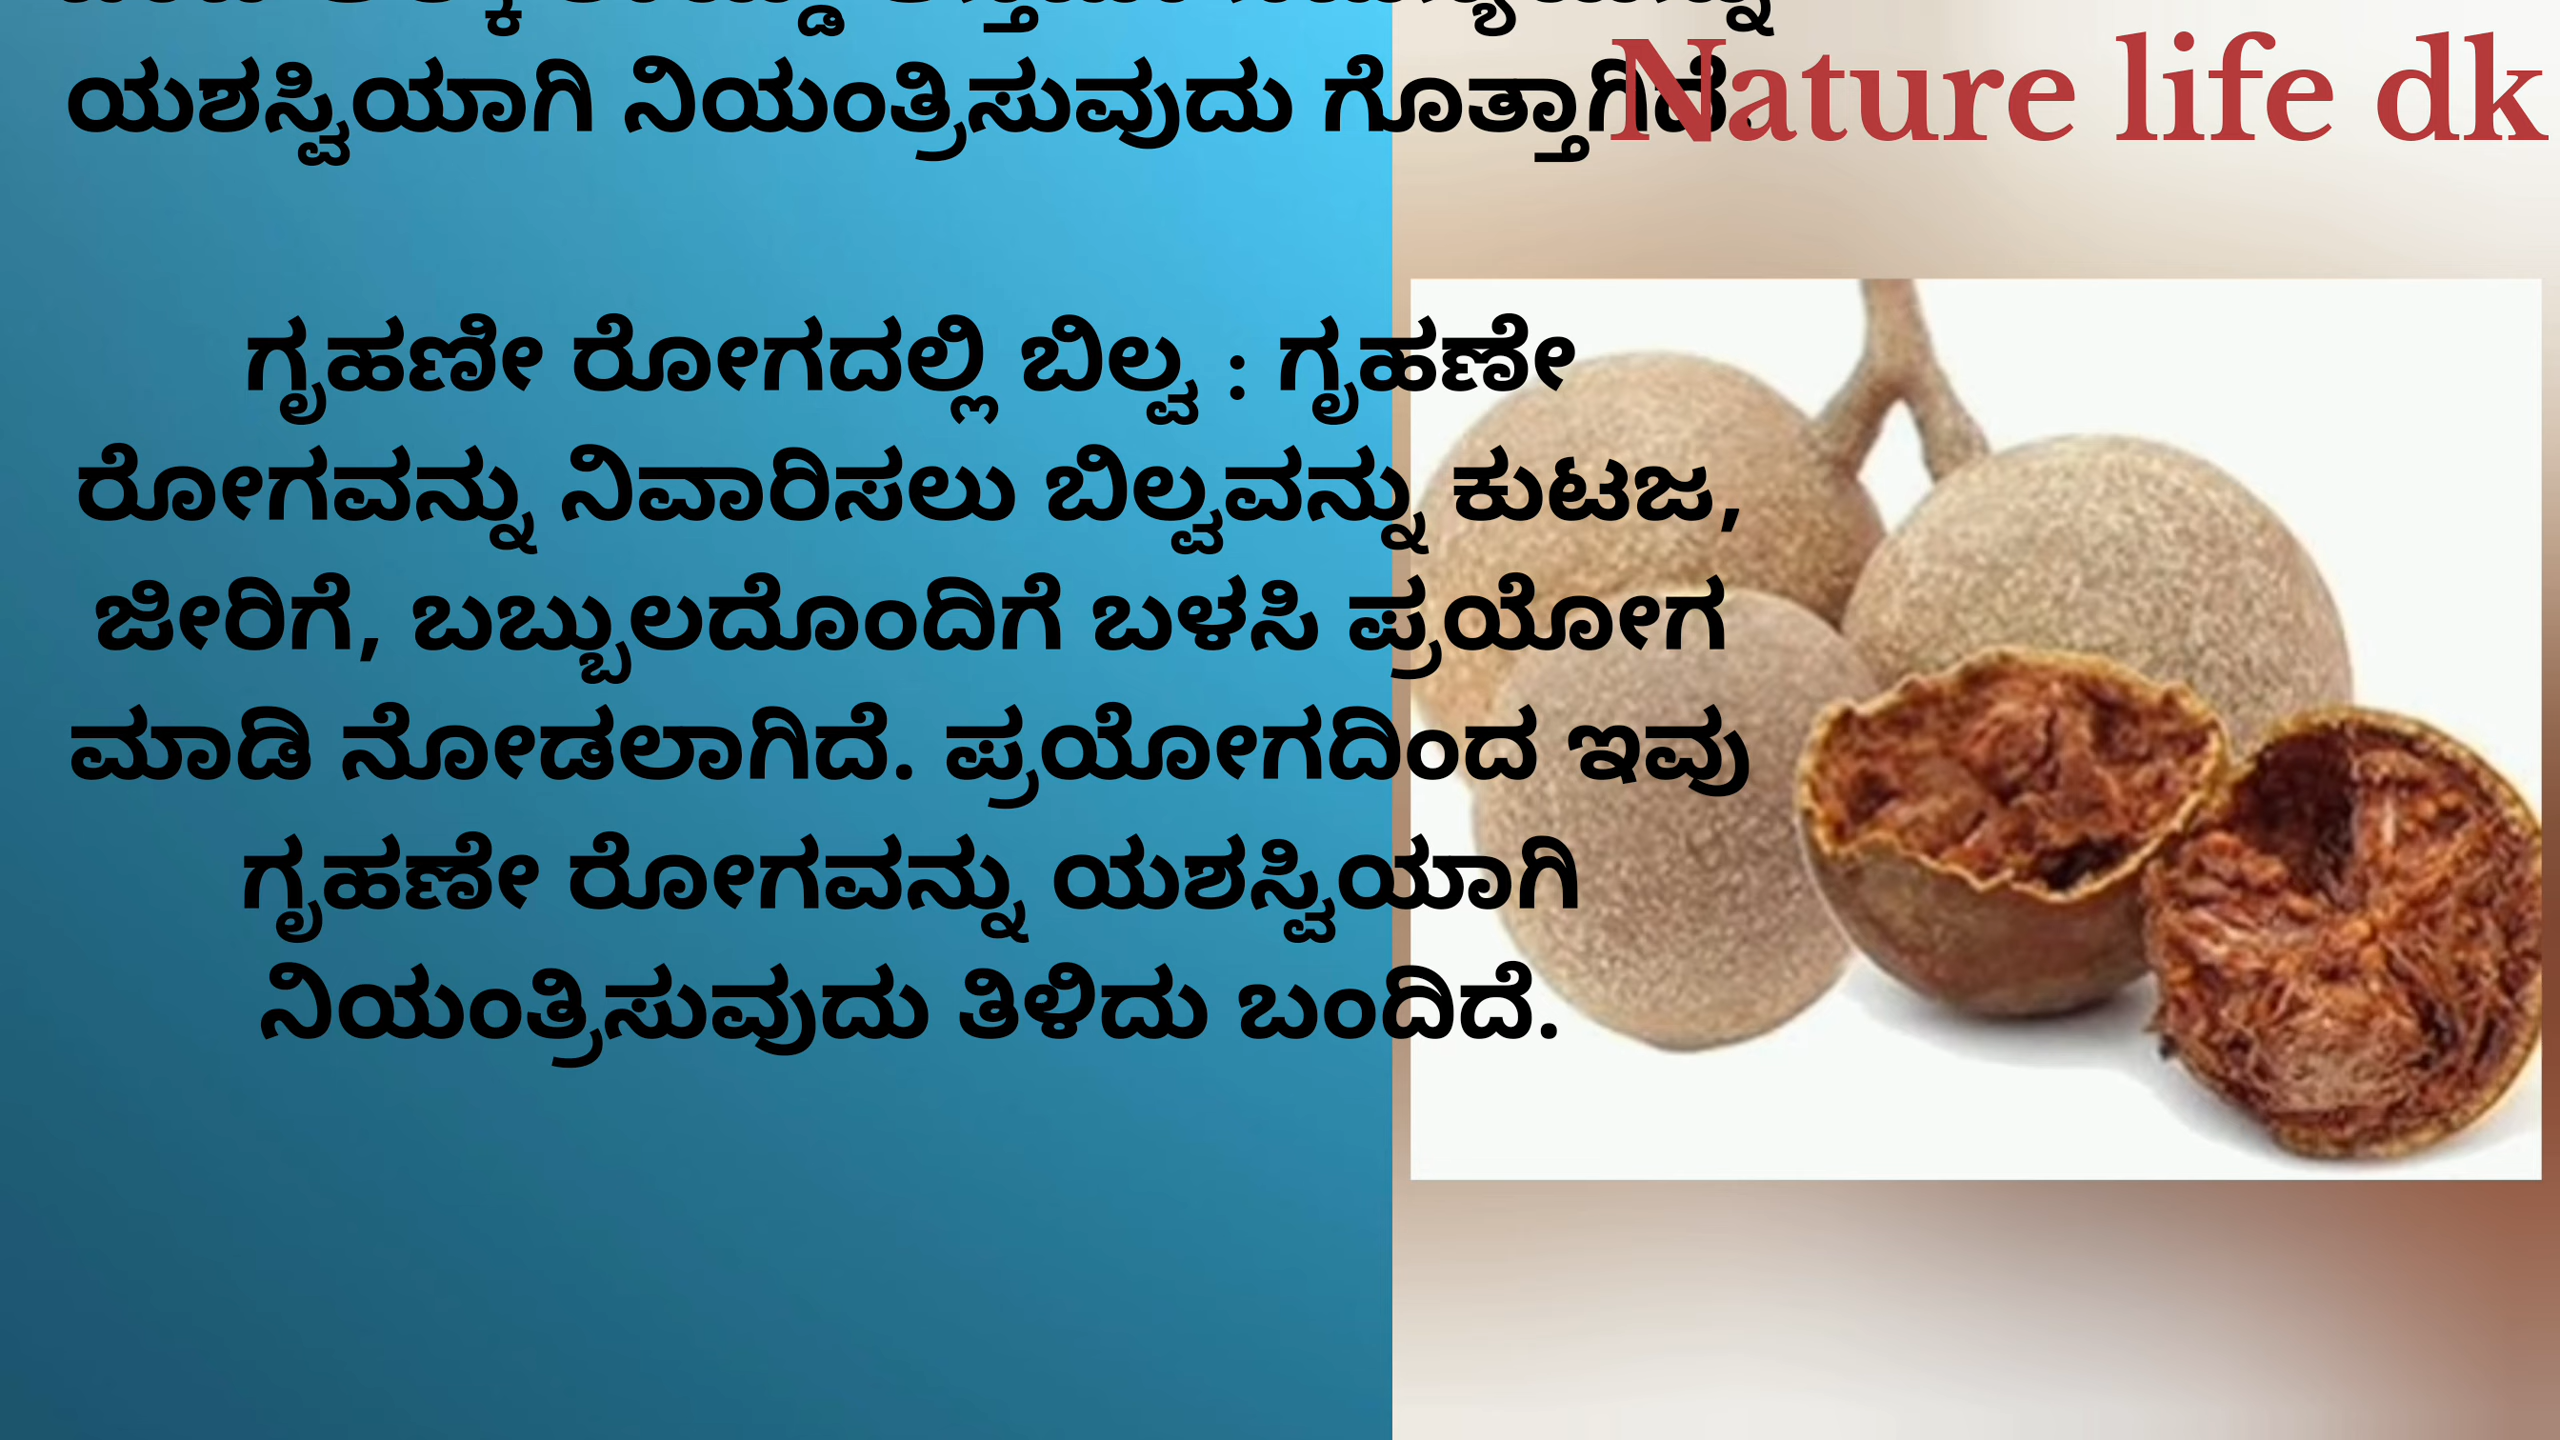 ಯಶಸ್ವಿಯಾಗಿ ನಿಯಂತ್ರಿಸುವುದು ಗೊತ್ತಾಗಿದೆ.
Nature life dk
ಗೃಹಣೀ ರೋಗದಲ್ಲಿ ಬಿಲ್ವ : ಗೃಹಣೇ
ರೋಗವನ್ನು ನಿವಾರಿಸಲು ಬಿಲ್ವವನ್ನು ಕುಟಜ,
ಜೀರಿಗೆ, ಬಬ್ಬುಲದೊಂದಿಗೆ ಬಳಸಿ ಪ್ರಯೋಗ
ಮಾಡಿ ನೋಡಲಾಗಿದೆ. ಪ್ರಯೋಗದಿಂದ ಇವು
ಗೃಹಣೇ ರೋಗವನ್ನು ಯಶಸ್ವಿಯಾಗಿ
ನಿಯಂತ್ರಿಸುವುದು ತಿಳಿದು ಬಂದಿದೆ.